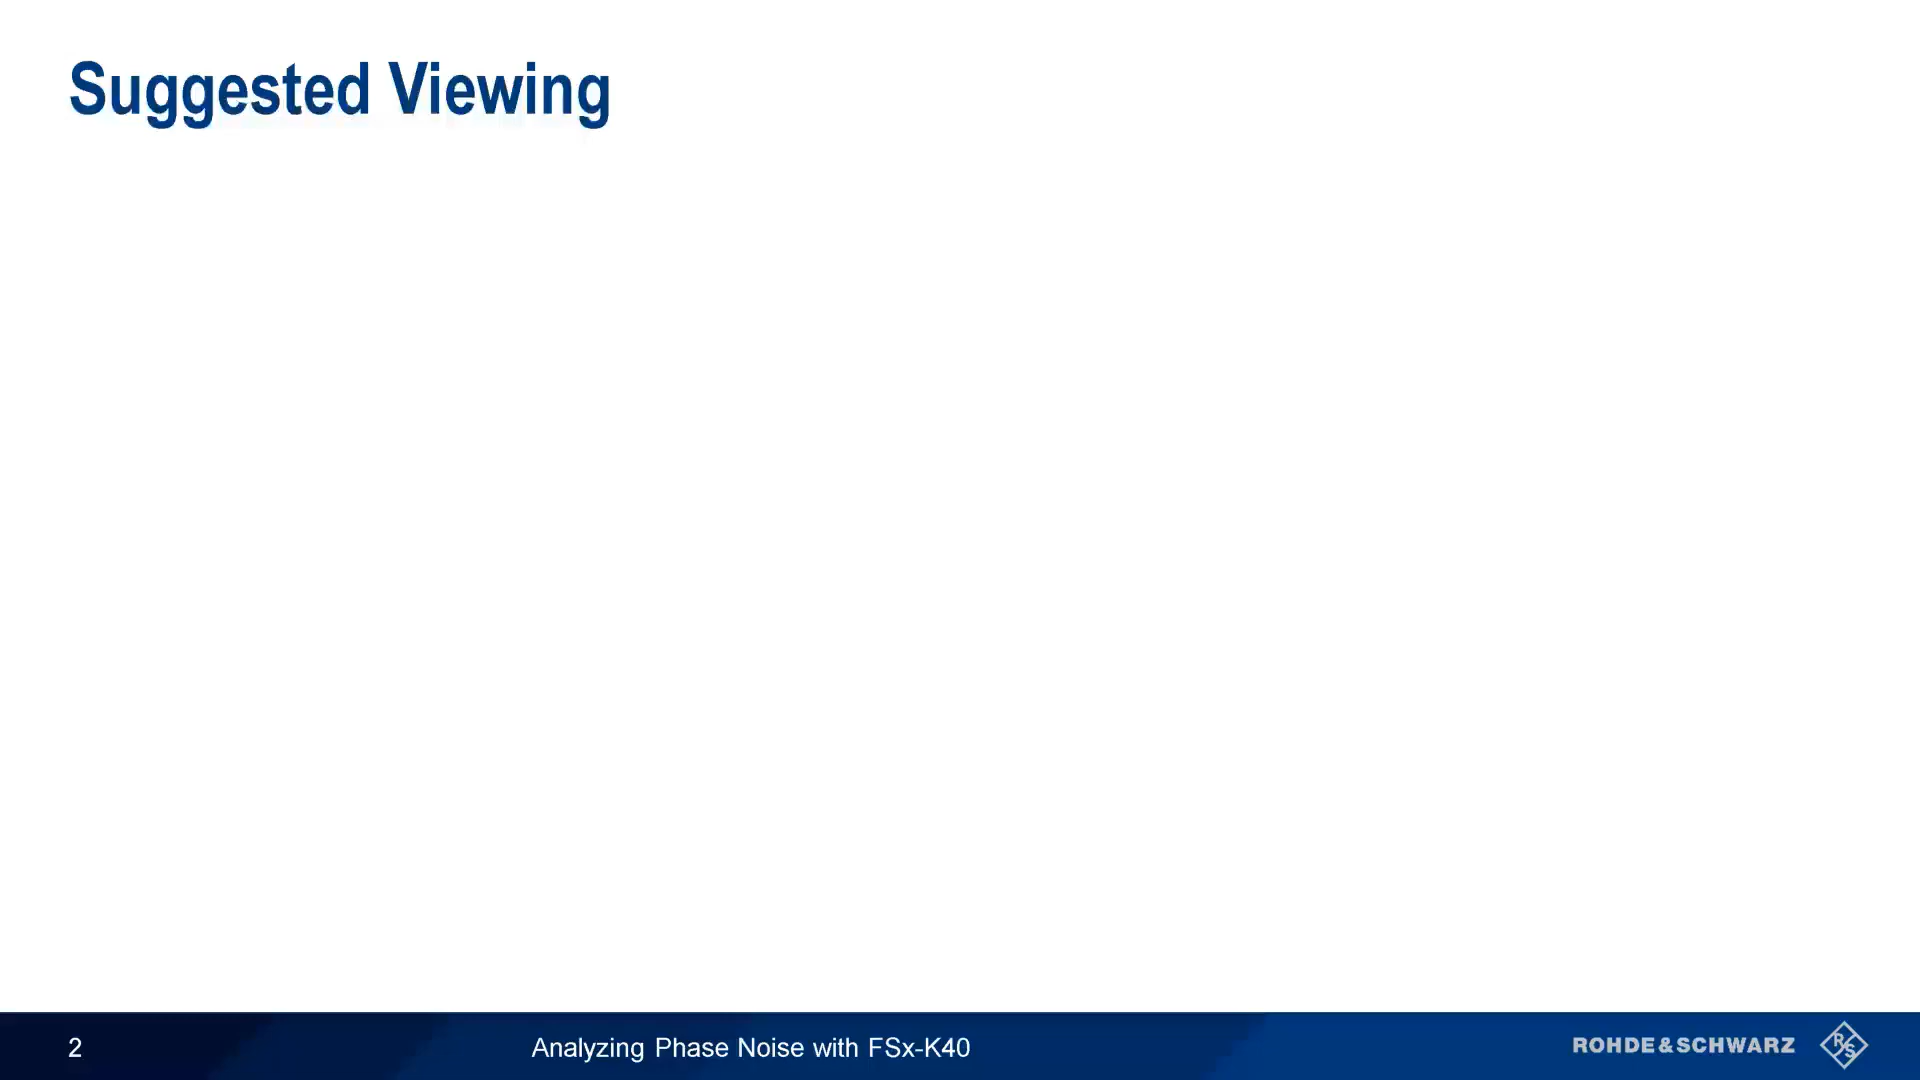 Suggested Viewing
2
Analyzing Phase Noise with FSx-K40
ROHDE&SCHWARZ
R&S